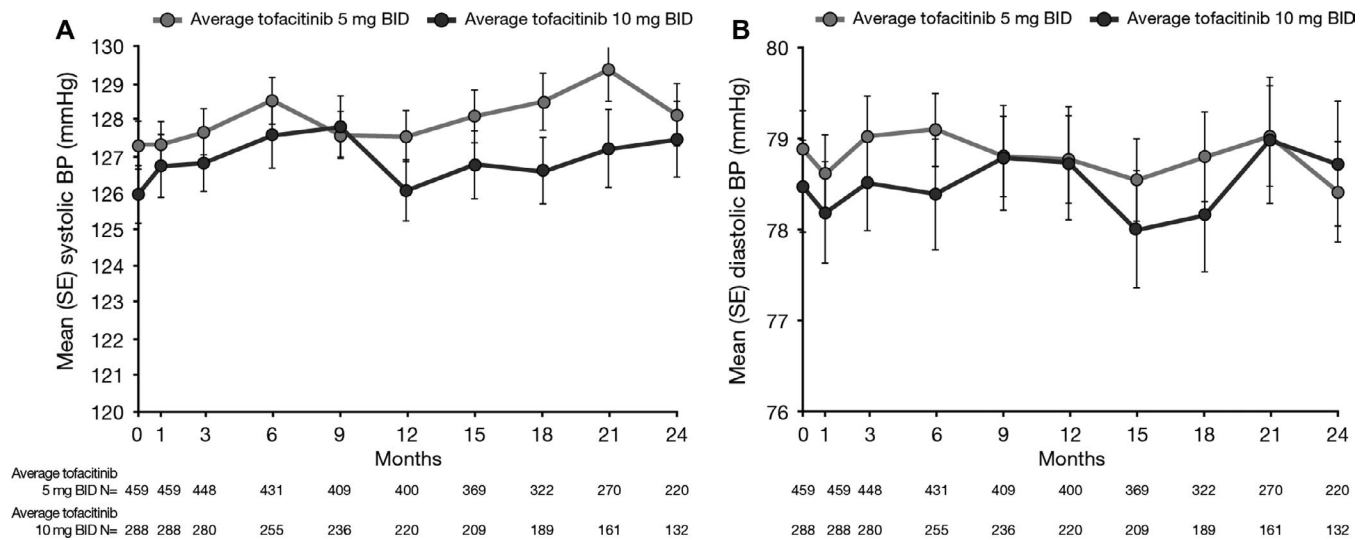 A
Average tofacitinib 5 mg BID Average tofacitinib 10 mg BID
Mean (SE) systolic BP (mmHg)
130
129
128
127
126
125
124
123
122
121
120
0 1 3 6 9 12 15 18 21 24
Months
Average tofacitinib
5 mg BID N= 459 459 448 431 409 400 369 322 270 220
Average tofacitinib
10 mg BID N= 288 288 280 255 236 220 209 189 161 132
B
Average tofacitinib 5 mg BID Average tofacitinib 10 mg BID
Mean (SE) diastolic BP (mmHg)
80
79
78
77
76
0 1 3 6 9 12 15 18 21 24
Months
459 459 448 431 409 400 369 322 270 220
288 288 280 255 236 220 209 189 161 132